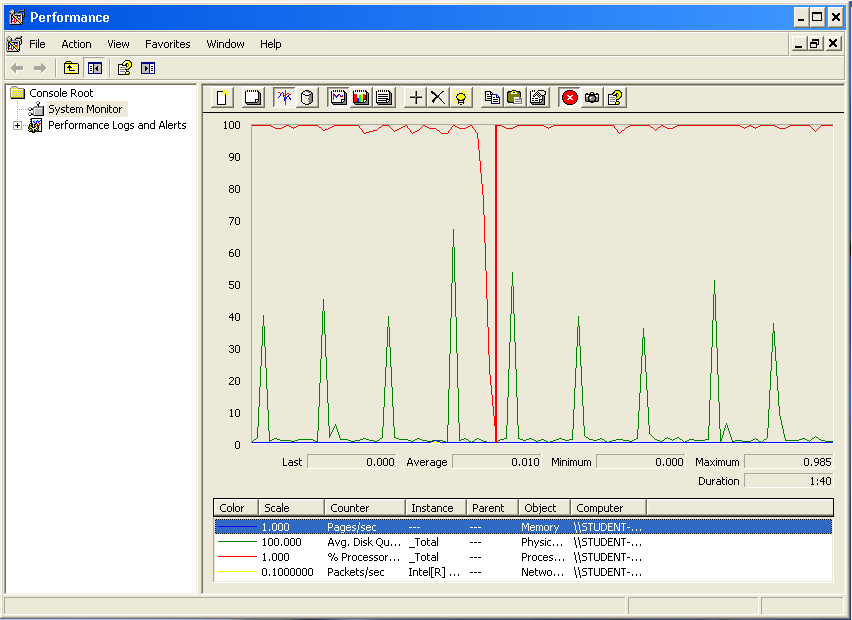 Performance
File Action View Favorites Window Help
Console Root
System Monitor
Performance Logs and Alerts
100
90
80
70
60
50
40
30
20
10
0
Last 0.000 Average 0.010 Minimum 0.000 Maximum 0.985
Duration 1:40
Color Scale Counter Instance Parent Object Computer
1.000 Pages/sec --- --- Memory \\STUDENT-...
100.000 Avg. Disk Qu... _Total --- Physic... \\STUDENT-...
1.000 % Processor... _Total --- Proces... \\STUDENT-...
0.1000000 Packets/sec Intel[R] ... --- Netwo... \\STUDENT-...